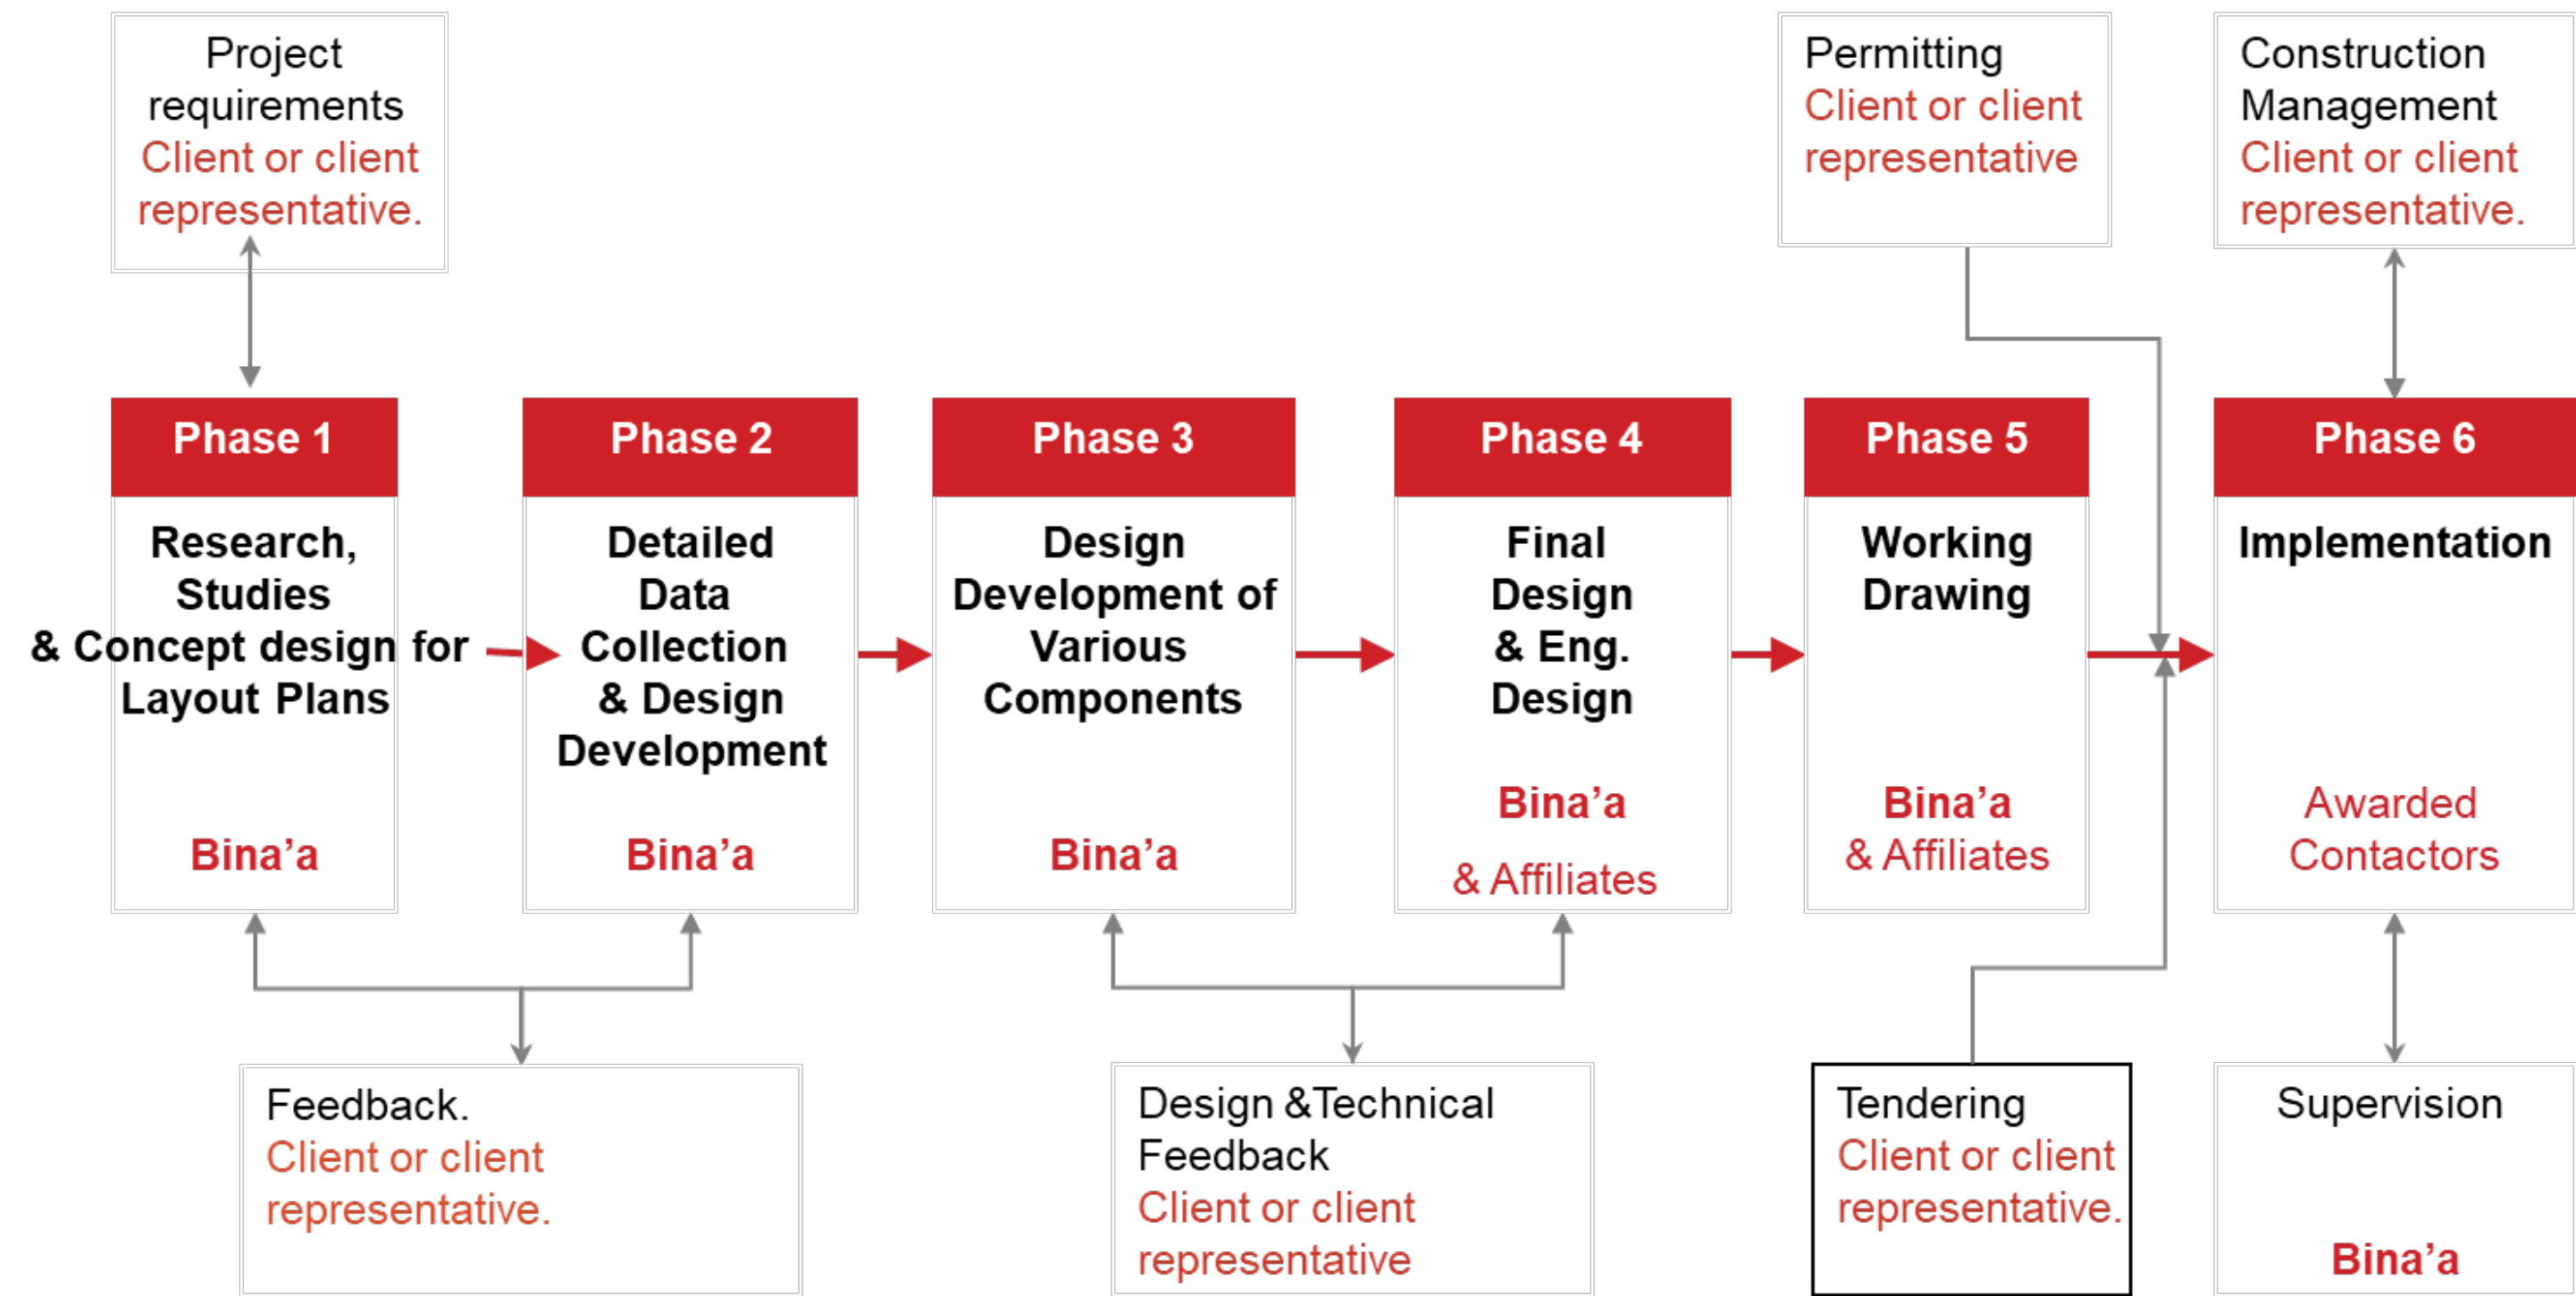 Project
requirements
Client or client
representative.
Permitting
Client or client
representative
Construction
Management
Client or client
representative.
Phase 1
Research,
Studies
& Concept design for
Layout Plans
Bina’a
Phase 2
Detailed
Data
Collection
& Design
Development
Bina’a
Phase 3
Design
Development of
Various
Components
Bina’a
Phase 4
Final
Design
& Eng.
Design
Bina’a
& Affiliates
Phase 5
Working
Drawing
Bina’a
& Affiliates
Phase 6
Implementation
Awarded
Contactors
Feedback.
Client or client
representative.
Design &Technical
Feedback
Client or client
representative
Tendering
Client or client
representative.
Supervision
Bina’a